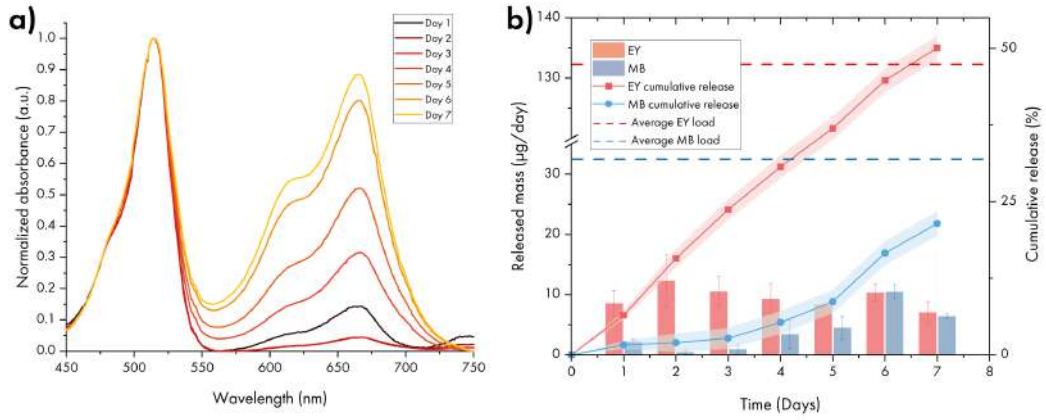 a)
Normalized absorbance (a.u.)
1.0
0.9
0.8
0.7
0.6
0.5
0.4
0.3
0.2
0.1
0.0
450
500
550
600
650
700
750
Wavelength (nm)
Day 1
Day 2
Day 3
Day 4
Day 5
Day 6
Day 7
b)
Released mass (µg/day)
140
130
30
20
10
0
EY
MB
EY cumulative release
MB cumulative release
Average EY load
Average MB load
50
25
0
Cumulative release (%)
0
1
2
3
4
5
6
7
8
Time (Days)